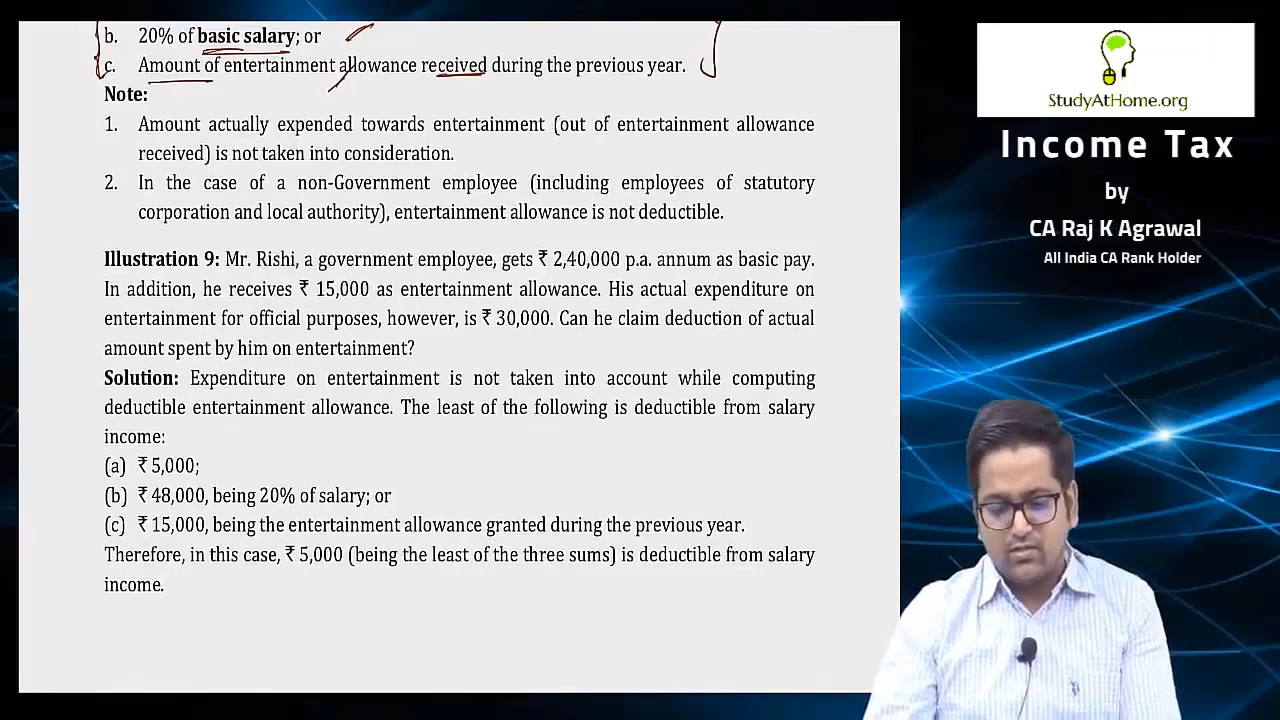 b. 20% of basic salary; or
c. Amount of entertainment allowance received during the previous year.
Note:
1. Amount actually expended towards entertainment (out of entertainment allowance
received) is not taken into consideration.
2. In the case of a non-Government employee (including employees of statutory
corporation and local authority), entertainment allowance is not deductible.
Illustration 9: Mr. Rishi, a government employee, gets ₹ 2,40,000 p.a. annum as basic pay.
In addition, he receives ₹ 15,000 as entertainment allowance. His actual expenditure on
entertainment for official purposes, however, is ₹ 30,000. Can he claim deduction of actual
amount spent by him on entertainment?
Solution: Expenditure on entertainment is not taken into account while computing
deductible entertainment allowance. The least of the following is deductible from salary
income:
(a) ₹ 5,000;
(b) ₹ 48,000, being 20% of salary; or
(c) ₹ 15,000, being the entertainment allowance granted during the previous year.
Therefore, in this case, ₹ 5,000 (being the least of the three sums) is deductible from salary
income.
StudyAtHome.org
Income Tax
by
CA Raj K Agrawal
All India CA Rank Holder